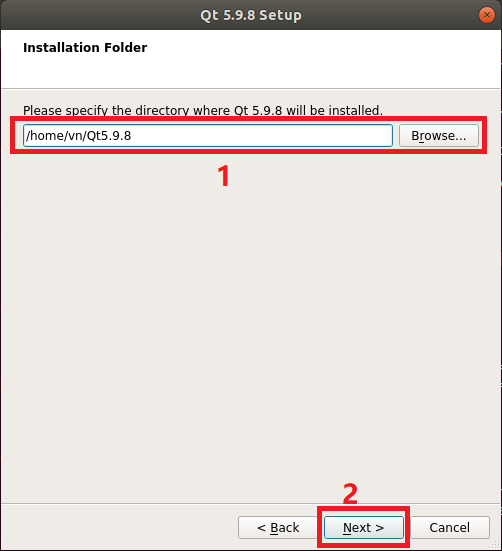 Qt 5.9.8 Setup
Installation Folder
Please specify the directory where Qt 5.9.8 will be installed.
/home/vn/Qt5.9.8 Browse...
1
2
< Back Next > Cancel